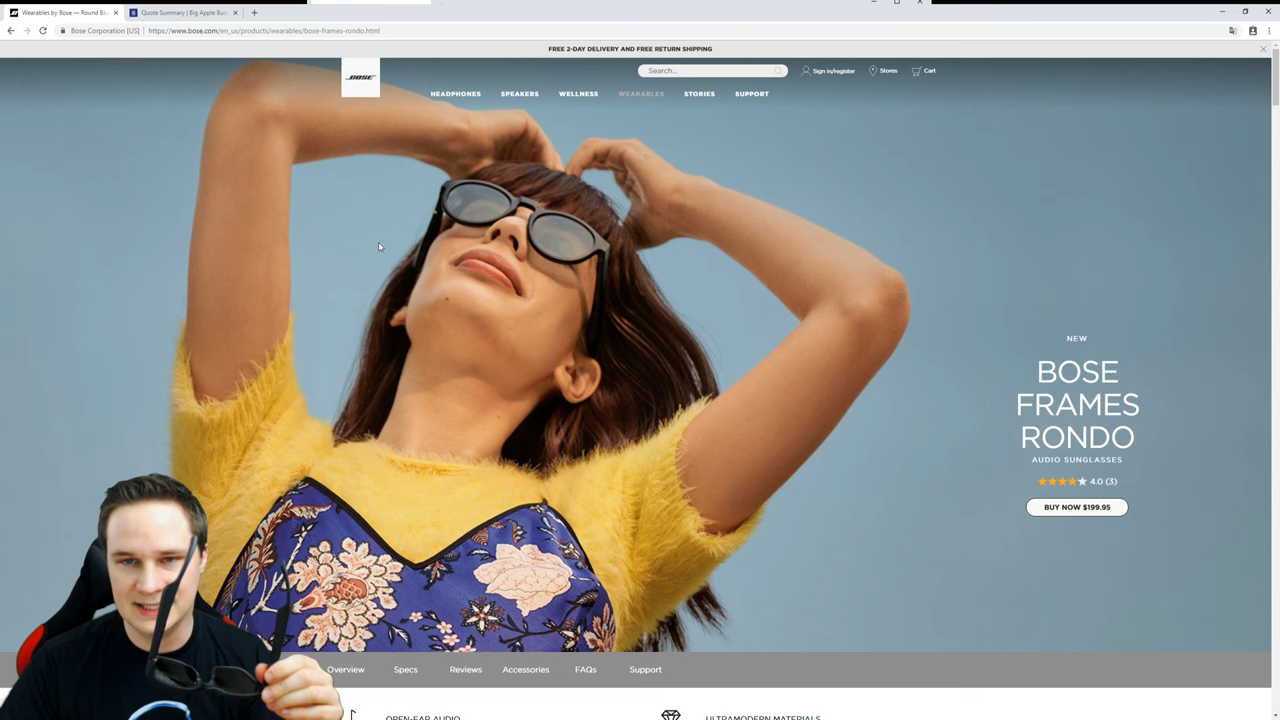 Wearables by Bose — Round Bl
Quote Summary | Big Apple Bu
Bose Corporation [US]
https://www.bose.com/en_us/products/wearables/bose-frames-rondo.html
FREE 2-DAY DELIVERY AND FREE RETURN SHIPPING
BOSE
Search...
Sign in/register
Stores
Cart
HEADPHONES
SPEAKERS
WELLNESS
WEARABLES
STORIES
SUPPORT
NEW
BOSE
FRAMES
RONDO
AUDIO SUNGLASSES
4.0 (3)
BUY NOW $199.95
Overview
Specs
Reviews
Accessories
FAQs
Support
OPEN-EAR AUDIO
ULTRAMODERN MATERIALS